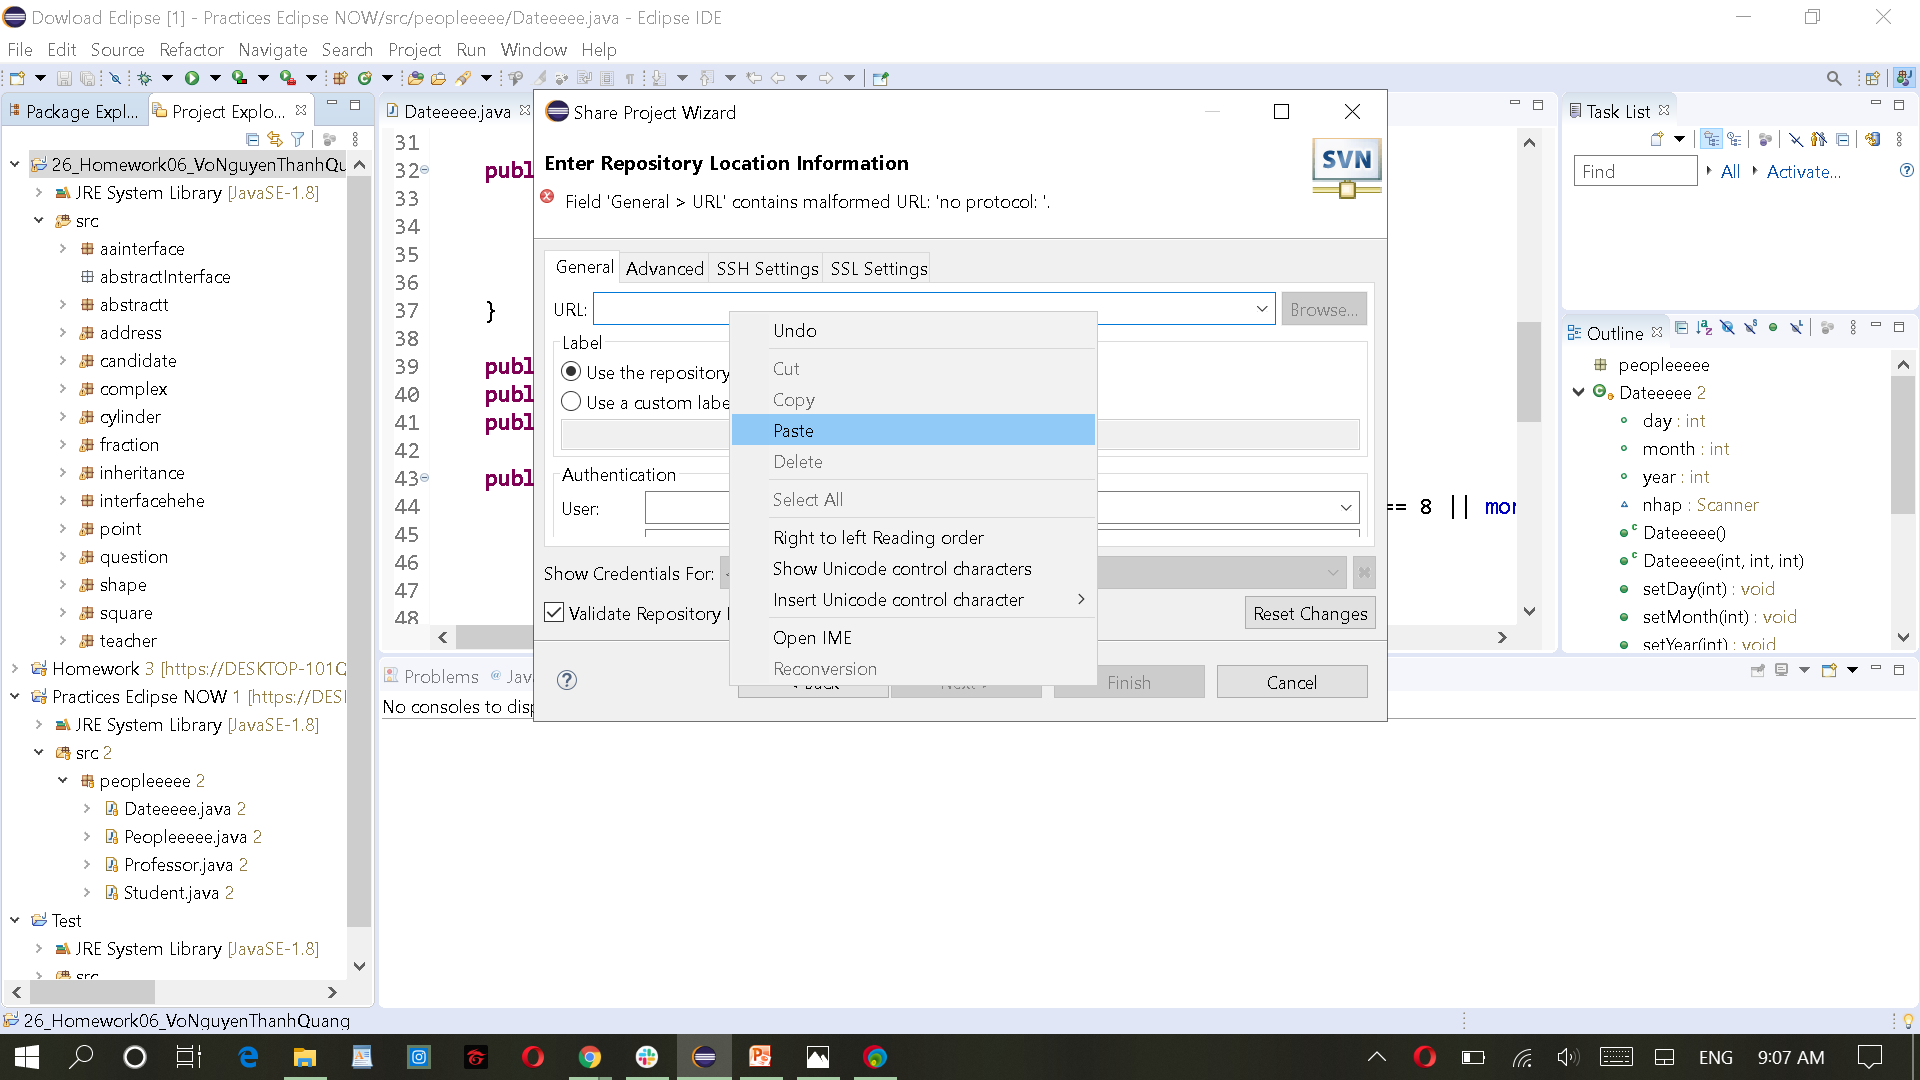 Dowload Eclipse [1] - Practices Eclipse NOW/src/peopleeeee/Dateeeee.java - Eclipse IDE
File Edit Source Refactor Navigate Search Project Run Window Help
Package Expl...
Project Explo...
26_Homework06_VoNguyenThanhQu
JRE System Library [JavaSE-1.8]
src
aainterface
abstractInterface
abstractt
address
candidate
complex
cylinder
fraction
inheritance
interfacehehe
point
question
shape
square
teacher
Homework 3 [https://DESKTOP-101Q
Practices Eclipse NOW 1 [https://DESI
JRE System Library [JavaSE-1.8]
src 2
peopleeeee 2
Dateeeee.java 2
Peopleeeee.java 2
Professor.java 2
Student.java 2
Test
JRE System Library [JavaSE-1.8]
src
26_Homework06_VoNguyenThanhQuang
Dateeeee.java
31
32 publ
33
34
35
36
37 }
38
39 publ
40 publ
41 publ
42
43 publ
44 == 8 || mor
45
46
47
48
Share Project Wizard
Enter Repository Location Information
SVN
Field 'General > URL' contains malformed URL: 'no protocol: '.
General Advanced SSH Settings SSL Settings
URL: Browse...
Label
Use the repository
Use a custom labe
Authentication
User:
Show Credentials For:
Validate Repository
Reset Changes
Back
Next >
Finish
Cancel
Undo
Cut
Copy
Paste
Delete
Select All
Right to left Reading order
Show Unicode control characters
Insert Unicode control character
Open IME
Reconversion
Problems @ Jav
No consoles to disp
Task List
Find
All
Activate...
Outline
peopleeeee
Dateeeee 2
day : int
month : int
year : int
nhap : Scanner
Dateeeee()
Dateeeee(int, int, int)
setDay(int) : void
setMonth(int) : void
setYear(int) : void
ENG 9:07 AM